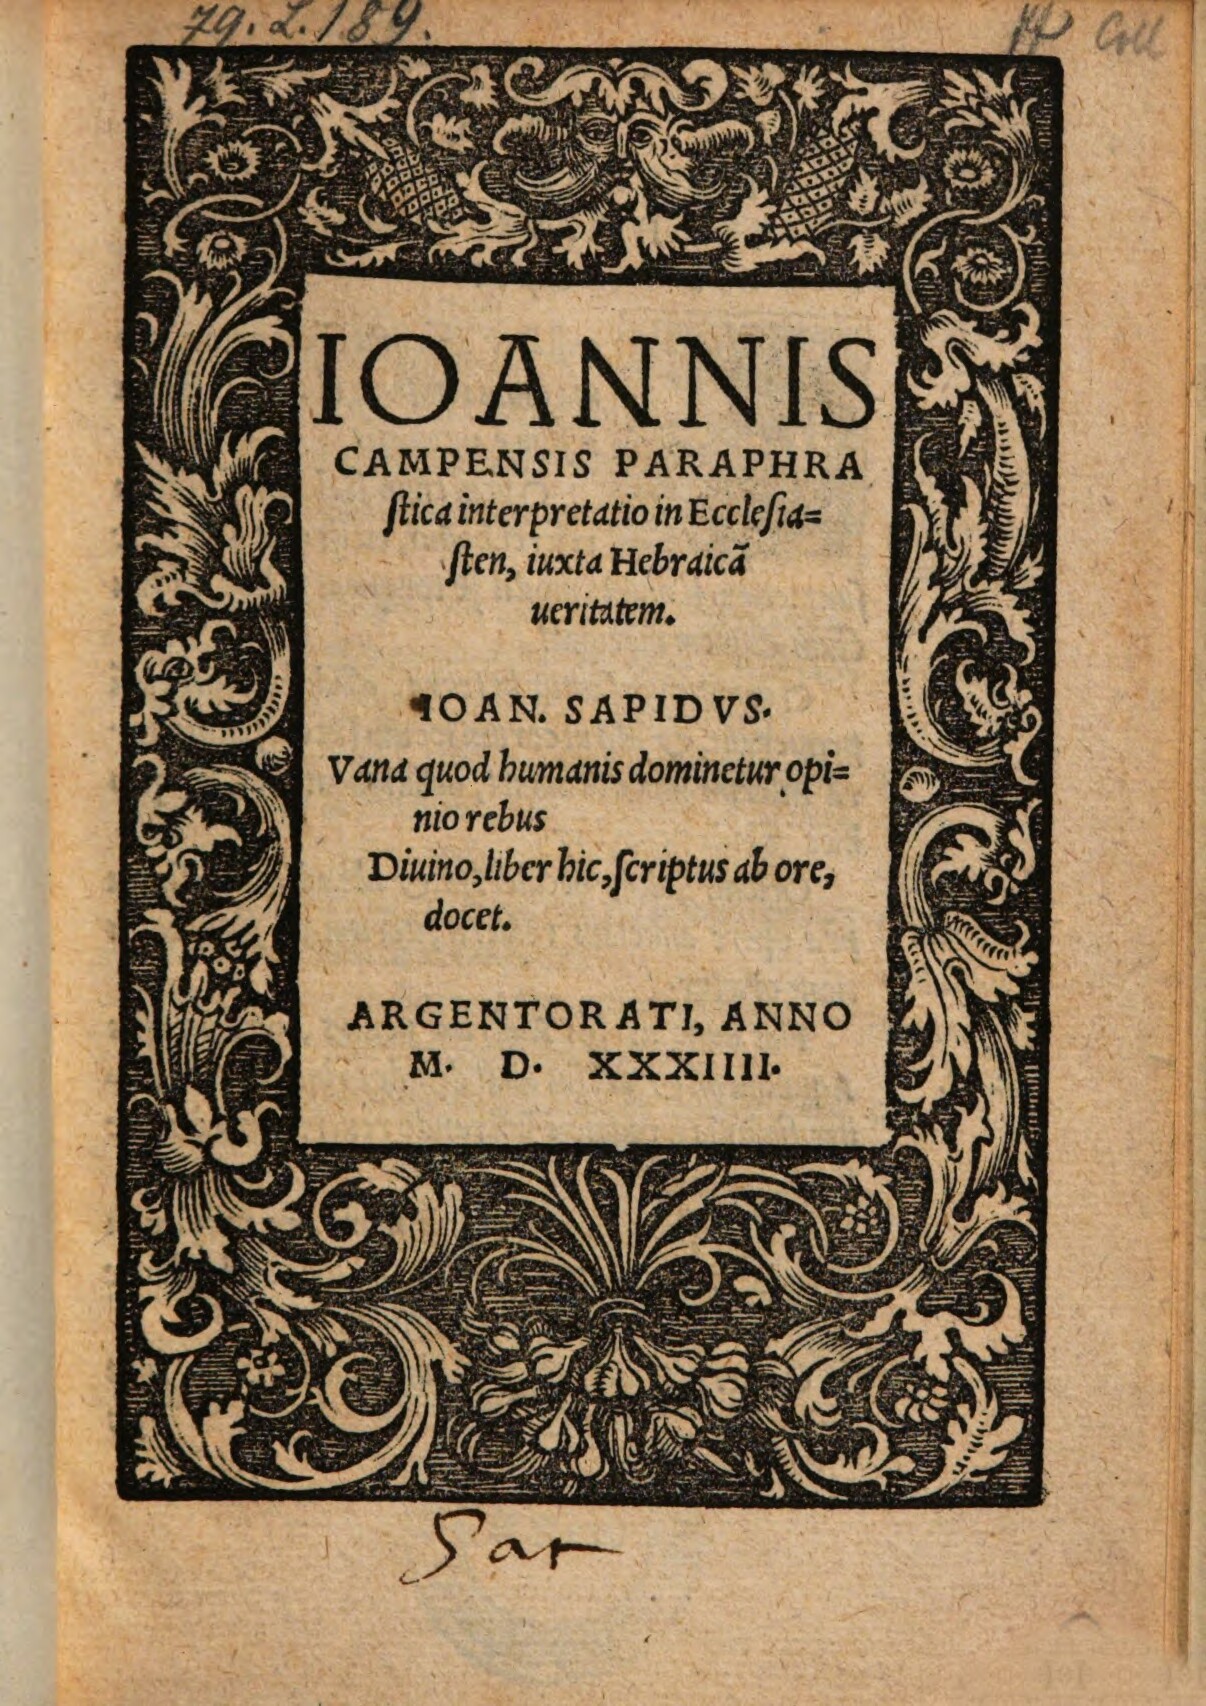 79. L. 189.
Coll
IOANNIS
CAMPENSIS PARAPHRA
ſtica interpretatio in Eccleſia=
ſten, iuxta Hebraicã
ueritatem.
IOAN. SAPIDVS.
Vana quod humanis dominetur opi=
nio rebus
Diuino, liber hic, ſcriptus ab ore,
docet.
ARGENTORATI, ANNO
M. D. XXXIIII.